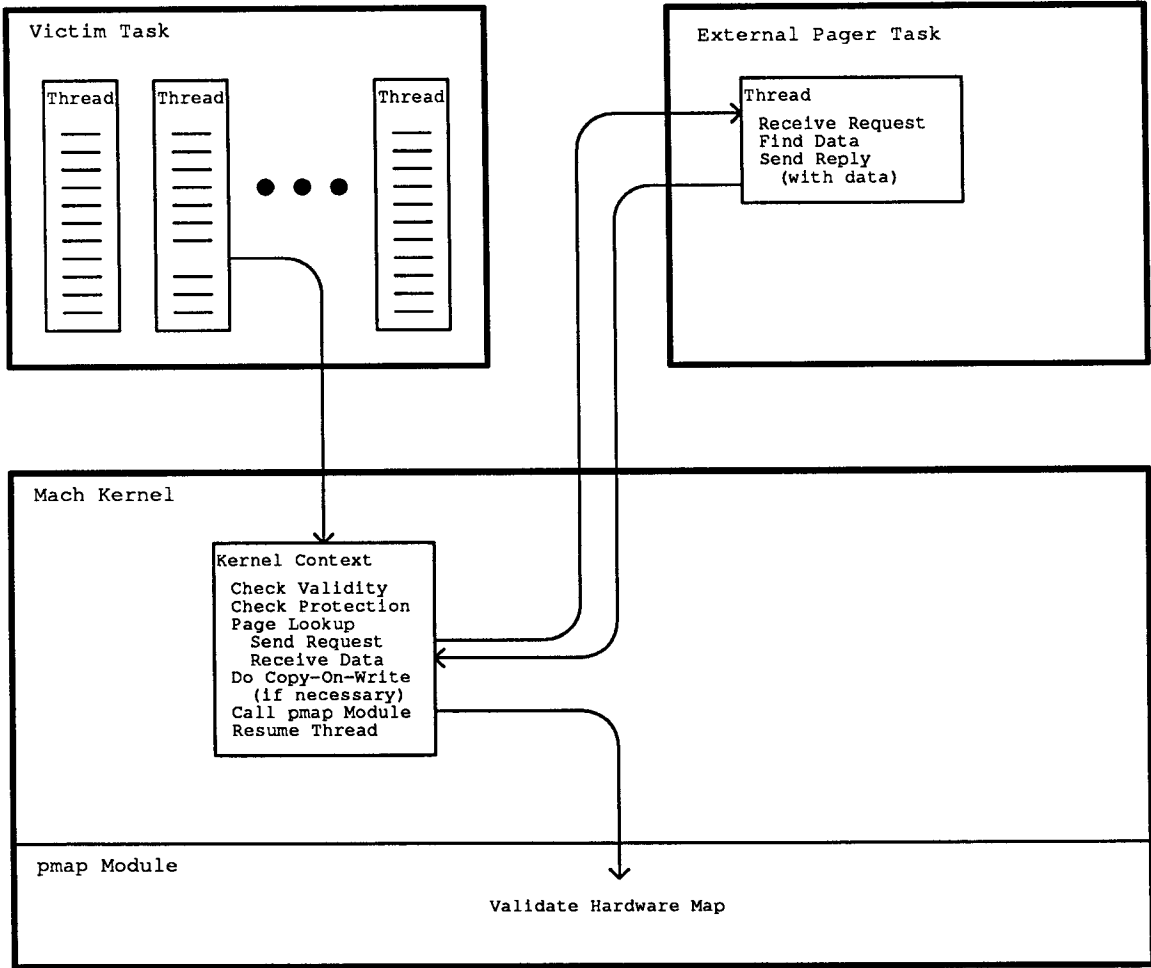 Victim Task
Thread
Thread
Thread
External Pager Task
Thread
Receive Request
Find Data
Send Reply
(with data)
Mach Kernel
Kernel Context
Check Validity
Check Protection
Page Lookup
Send Request
Receive Data
Do Copy-On-Write
(if necessary)
Call pmap Module
Resume Thread
pmap Module
Validate Hardware Map